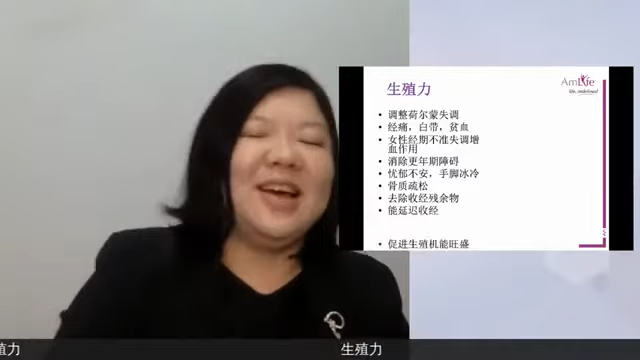 生殖力
AmLife
life, redefined!
调整荷尔蒙失调
经痛，白带，贫血
女性经期不准失调增
血作用
消除更年期障碍
忧郁不安，手脚冰冷
骨质疏松
去除收经残余物
能延迟收经
促进生殖机能旺盛
殖力
生殖力